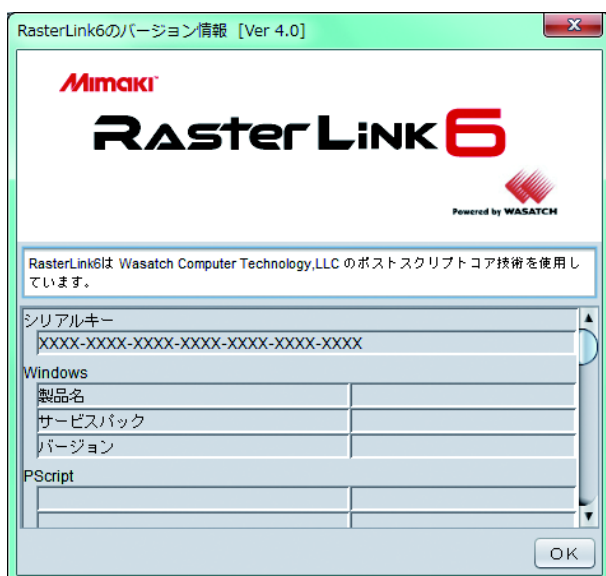 RasterLink6のバージョン情報 [Ver 4.0]
Mimaki
RASTER LINK 6
Powered by WASATCH
RasterLink6は Wasatch Computer Technology,LLC のポストスクリプトコア技術を使用し
ています。
シリアルキー
XXXX-XXXX-XXXX-XXXX-XXXX-XXXX-XXXX
Windows
製品名
サービスパック
バージョン
PScript
OK